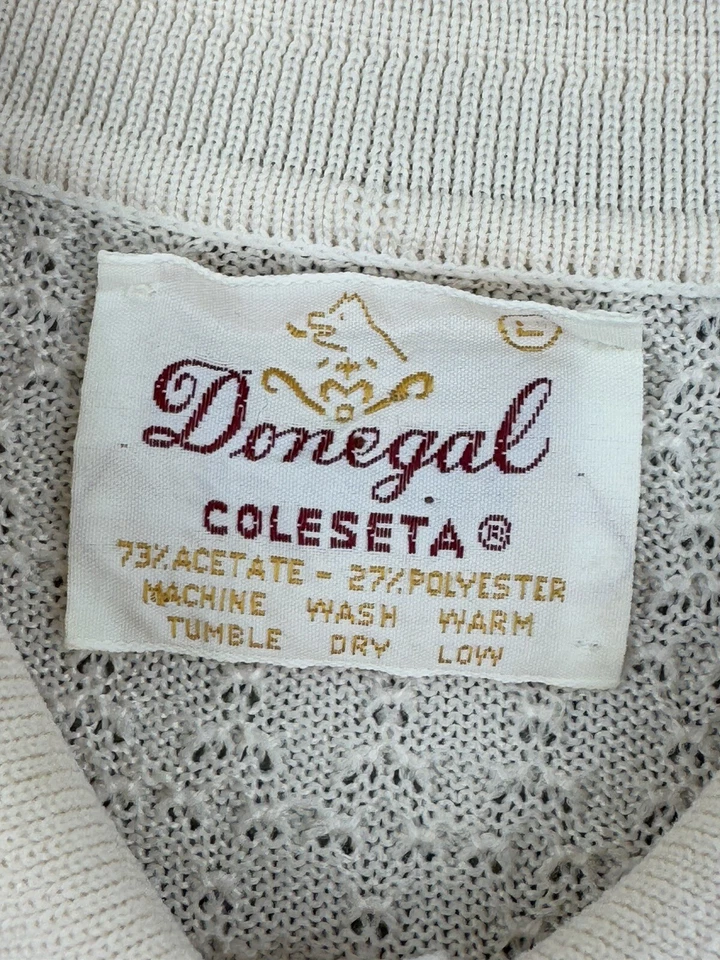 L
Donegal
COLESETA®
73% ACETATE - 27% POLYESTER
MACHINE WASH WARM
TUMBLE DRY LOW